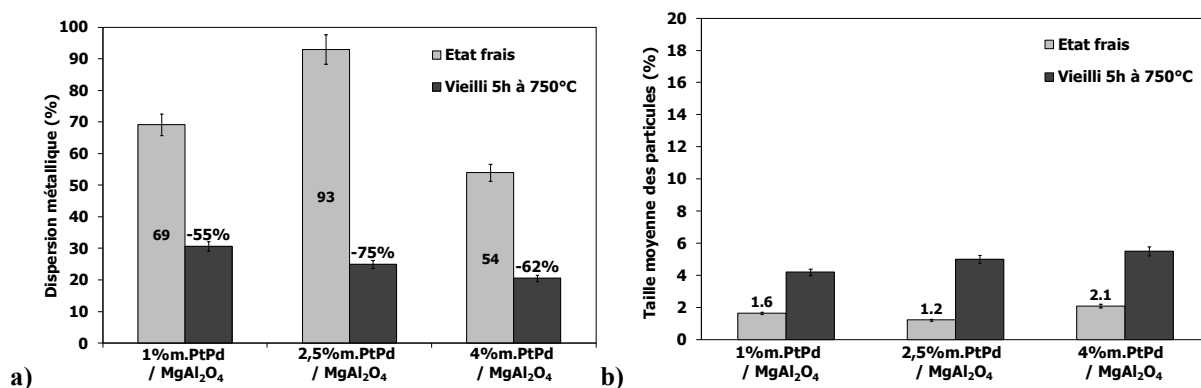 Dispersion métallique (%)
100
90
80
70
60
50
40
30
20
10
0
Etat frais
Vieilli 5h à 750°C
69
-55%
93
-75%
54
-62%
1%m.PtPd
/ MgAl₂O₄
2,5%m.PtPd
/ MgAl₂O₄
4%m.PtPd
/ MgAl₂O₄
a)
Taille moyenne des particules (%)
20
18
16
14
12
10
8
6
4
2
0
Etat frais
Vieilli 5h à 750°C
1.6
1.2
2.1
1%m.PtPd
/ MgAl₂O₄
2,5%m.PtPd
/ MgAl₂O₄
4%m.PtPd
/ MgAl₂O₄
b)